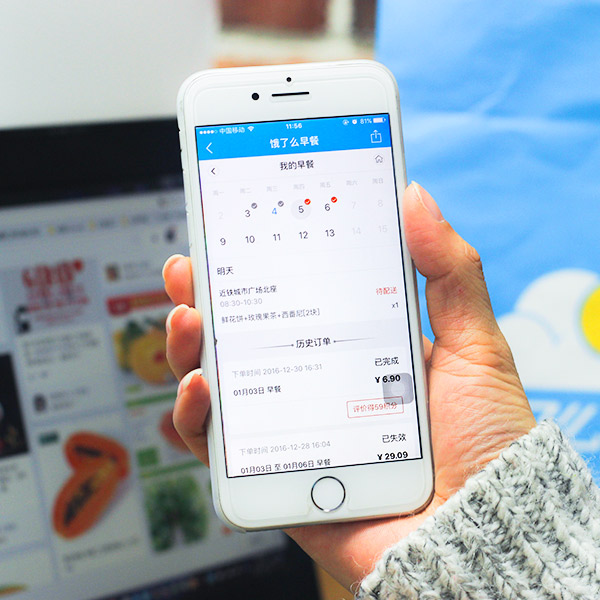 中国移动
11:56
81%
饿了么早餐
我的早餐
周一 周二 周三 周四 周五 周六 周日
2 3 4 5 6 7 8
9 10 11 12 13 14 15
明天
近铁城市广场北座
08:30-10:30
待配送
鲜花饼+玫瑰果茶+西番尼[2块]
x1
历史订单
下单时间 2016-12-30 16:31
已完成
¥ 6.90
01月03日 早餐
评价得59积分
下单时间 2016-12-28 16:04
已失效
01月03日 至 01月06日 早餐
¥ 29.09